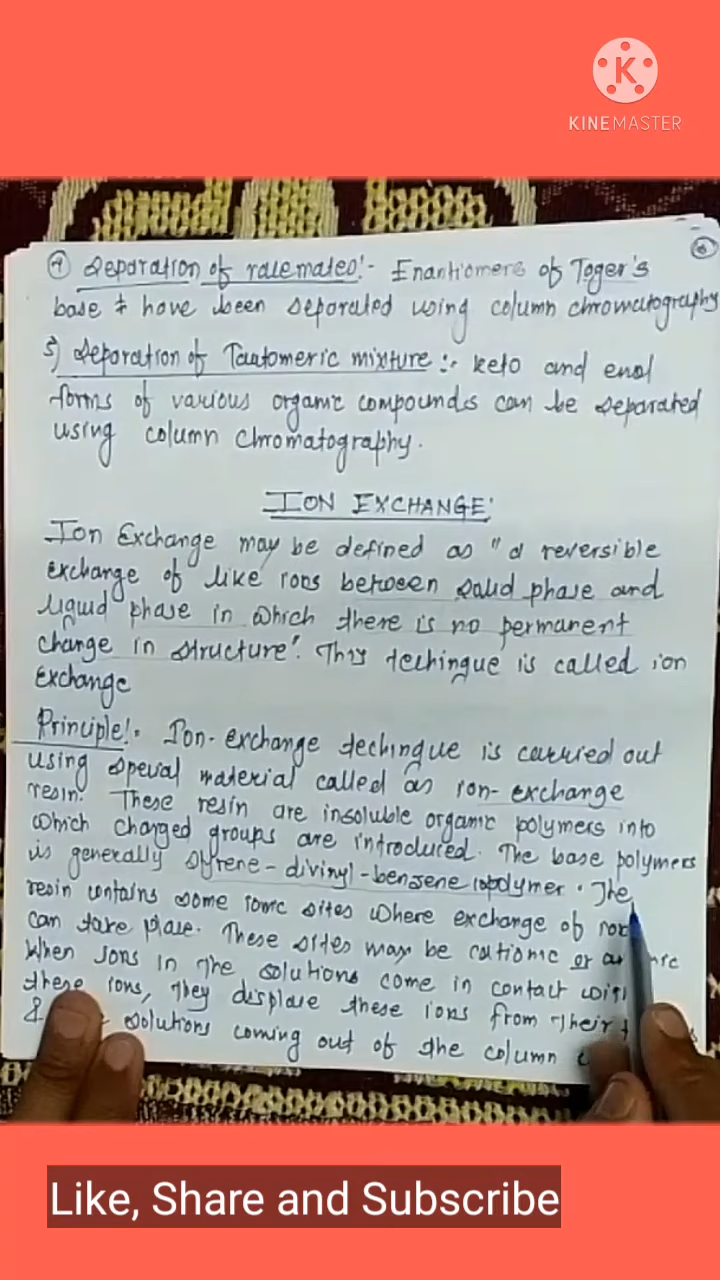 KINEMASTER
6
4) Separation of racemates:- Enantiomers of Toger's
base & have been separated using column chromatography
5) Separation of Tautomeric mixture:- keto and enol
forms of various organic compounds can be separated
using column chromatography.
ION EXCHANGE:
Ion Exchange may be defined as "a reversible
exchange of like ions between solid phase and
liquid phase in which there is no permanent
change in structure". This techingue is called ion
Exchange
Principle:- Ion-exchange techingue is carried out
using special material called as ion-exchange
resin. These resin are insoluble organic polymers into
which charged groups are introduced. The base polymers
is generally styrene-divinyl-benzene copolymer. The
resin contains some ionic sites where exchange of
can take place. These sites may be cationic or
When ions in The solutions come in contact
these ions, They displace these ions from Their
& solutions coming out of the column
Like, Share and Subscribe